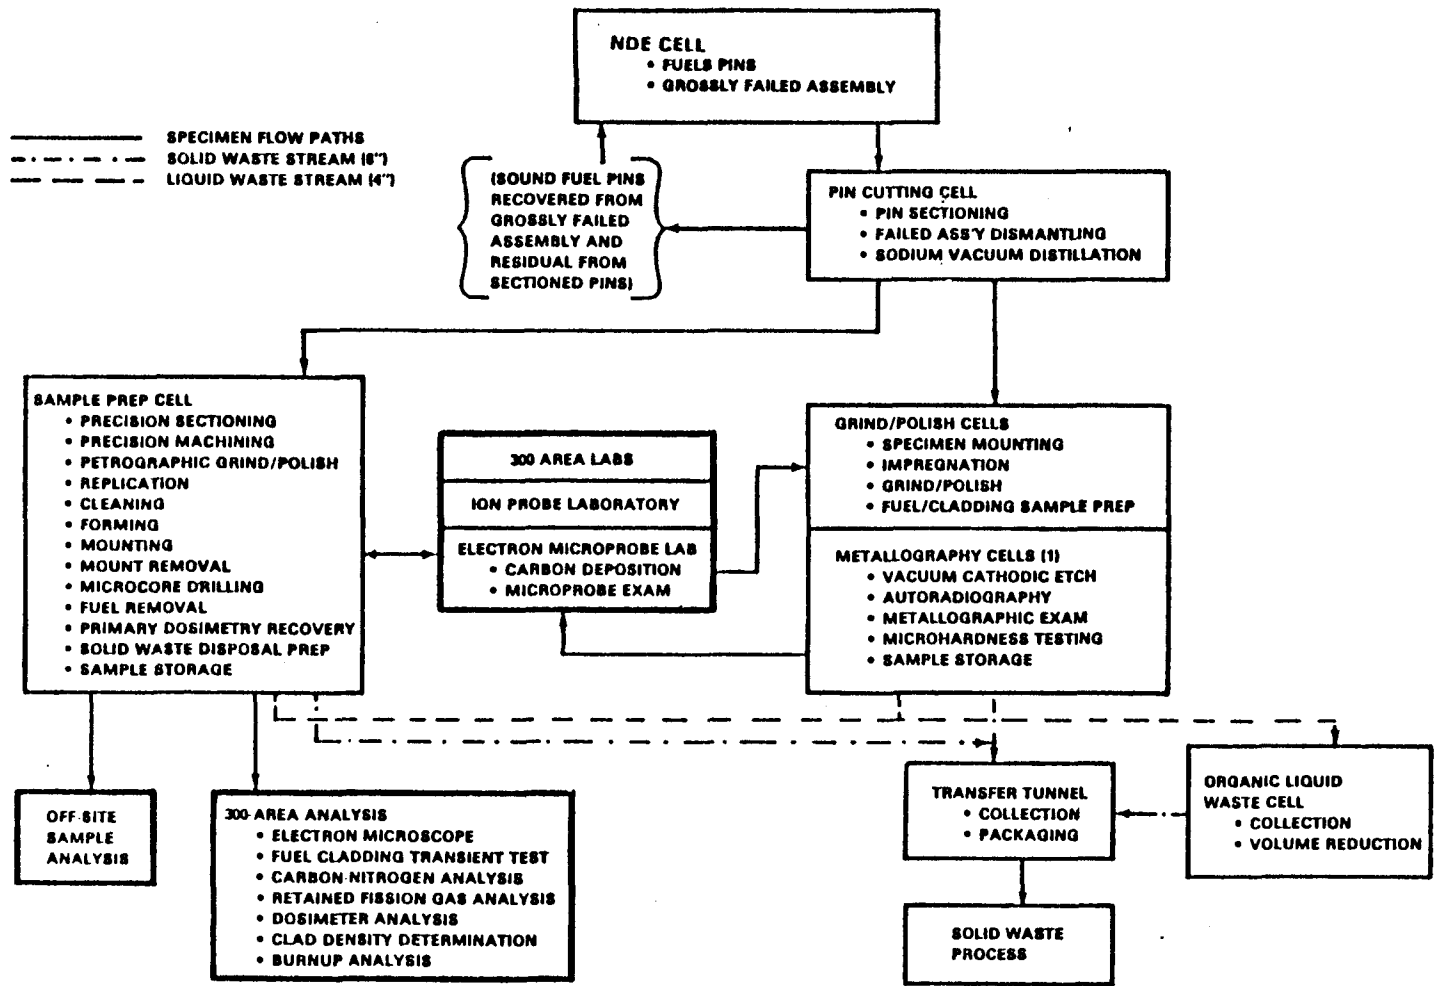 NDE CELL
• FUELS PINS
• GROSSLY FAILED ASSEMBLY
SPECIMEN FLOW PATHS
SOLID WASTE STREAM (6")
LIQUID WASTE STREAM (4")
(SOUND FUEL PINS
RECOVERED FROM
GROSSLY FAILED
ASSEMBLY AND
RESIDUAL FROM
SECTIONED PINS)
PIN CUTTING CELL
• PIN SECTIONING
• FAILED ASS'Y DISMANTLING
• SODIUM VACUUM DISTILLATION
SAMPLE PREP CELL
• PRECISION SECTIONING
• PRECISION MACHINING
• PETROGRAPHIC GRIND/POLISH
• REPLICATION
• CLEANING
• FORMING
• MOUNTING
• MOUNT REMOVAL
• MICROCORE DRILLING
• FUEL REMOVAL
• PRIMARY DOSIMETRY RECOVERY
• SOLID WASTE DISPOSAL PREP
• SAMPLE STORAGE
300 AREA LABS
ION PROBE LABORATORY
ELECTRON MICROPROBE LAB
• CARBON DEPOSITION
• MICROPROBE EXAM
GRIND/POLISH CELLS
• SPECIMEN MOUNTING
• IMPREGNATION
• GRIND/POLISH
• FUEL/CLADDING SAMPLE PREP
METALLOGRAPHY CELLS (1)
• VACUUM CATHODIC ETCH
• AUTORADIOGRAPHY
• METALLOGRAPHIC EXAM
• MICROHARDNESS TESTING
• SAMPLE STORAGE
OFF-SITE
SAMPLE
ANALYSIS
300-AREA ANALYSIS
• ELECTRON MICROSCOPE
• FUEL CLADDING TRANSIENT TEST
• CARBON-NITROGEN ANALYSIS
• RETAINED FISSION GAS ANALYSIS
• DOSIMETER ANALYSIS
• CLAD DENSITY DETERMINATION
• BURNUP ANALYSIS
TRANSFER TUNNEL
• COLLECTION
• PACKAGING
ORGANIC LIQUID
WASTE CELL
• COLLECTION
• VOLUME REDUCTION
SOLID WASTE
PROCESS